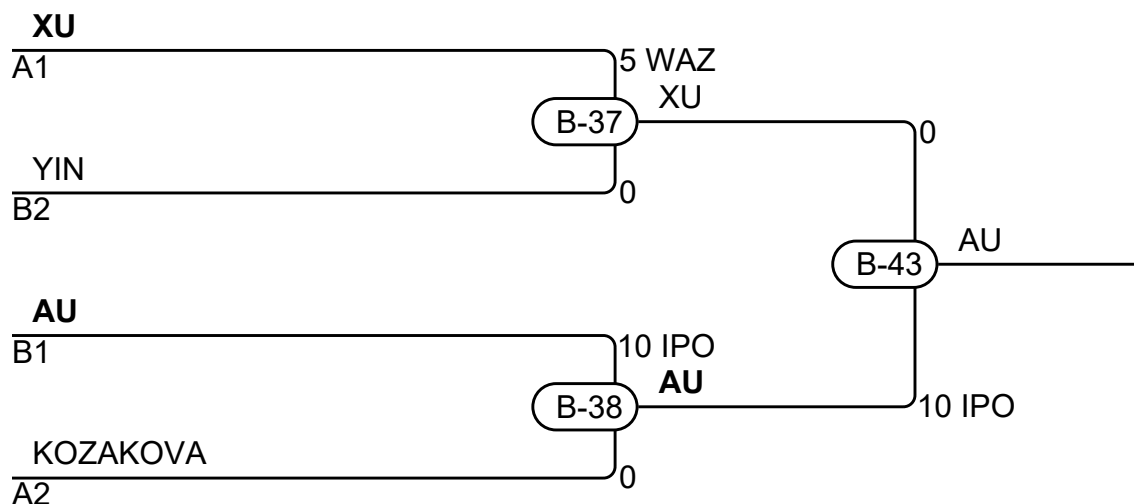 XU
A1
5 WAZ
XU
B-37
0
YIN
B2
0
B-43
AU
AU
B1
10 IPO
AU
B-38
10 IPO
KOZAKOVA
A2
0